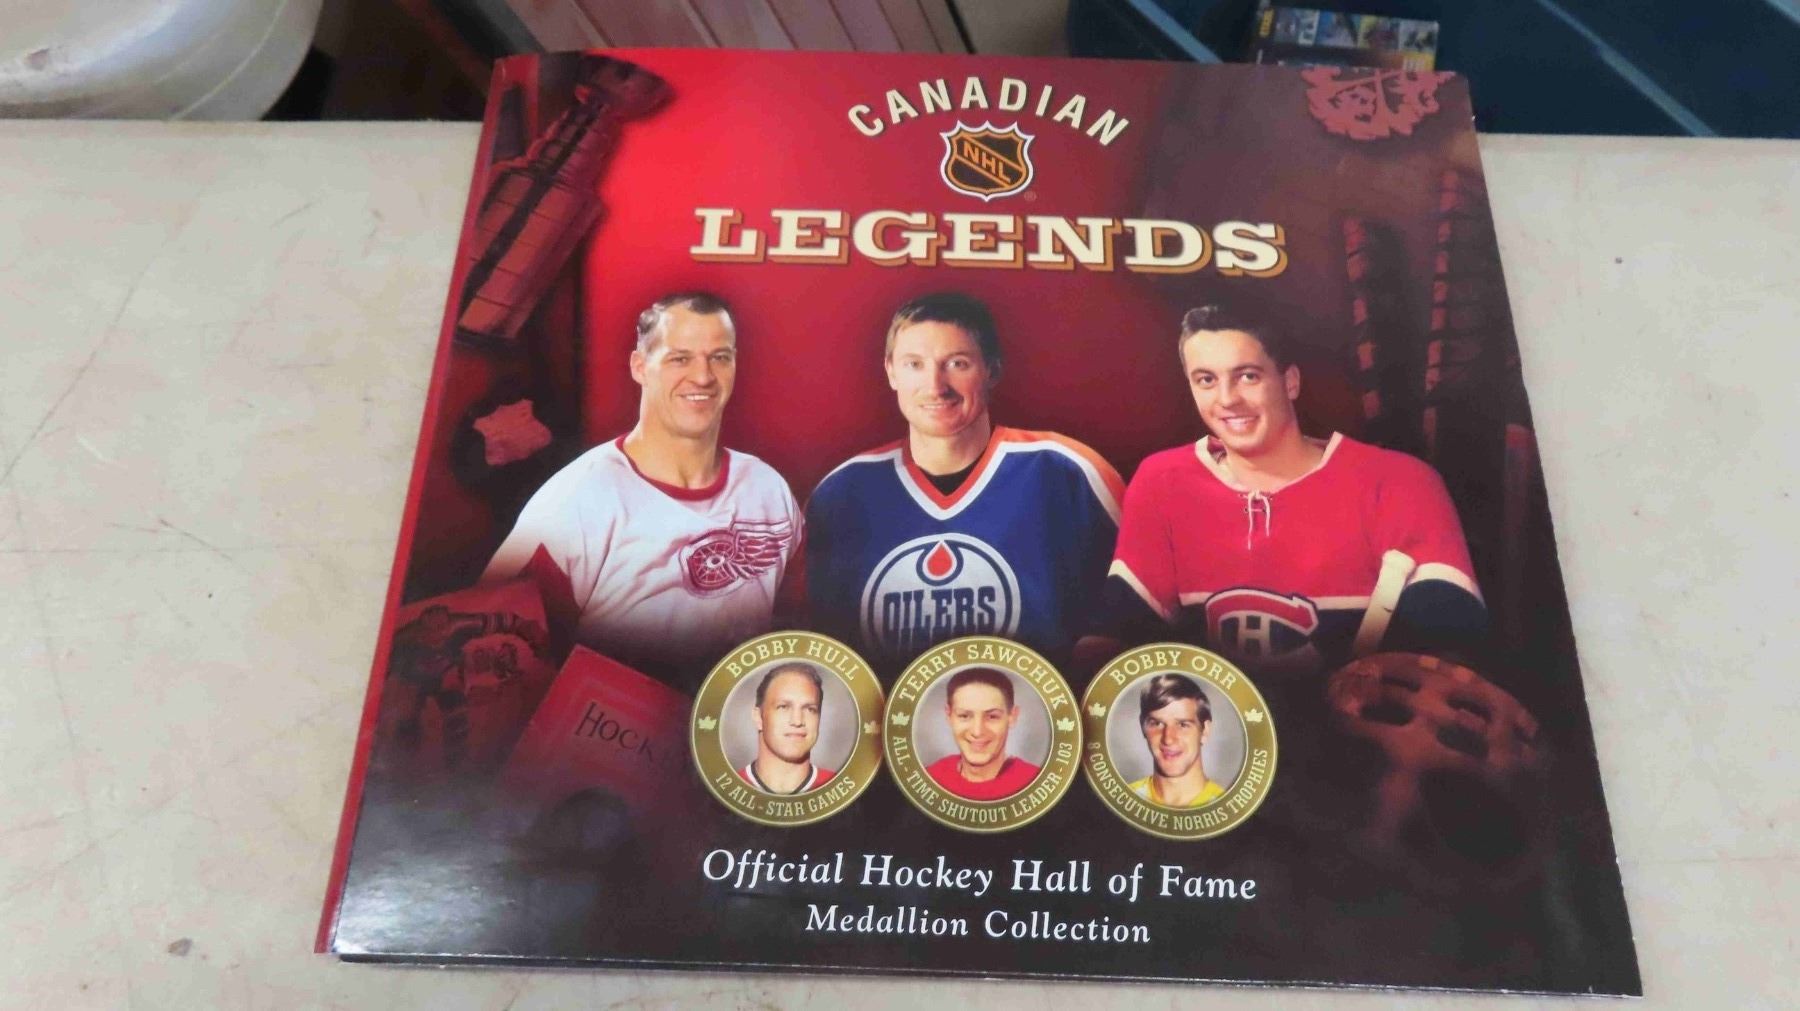 CANADIAN
NHL
LEGENDS
OILERS
HOCK
BOBBY HULL
12 ALL-STAR GAMES
TERRY SAWCHUK
ALL-TIME SHUTOUT LEADER-103
BOBBY ORR
8 CONSECUTIVE NORRIS TROPHIES
Official Hockey Hall of Fame
Medallion Collection